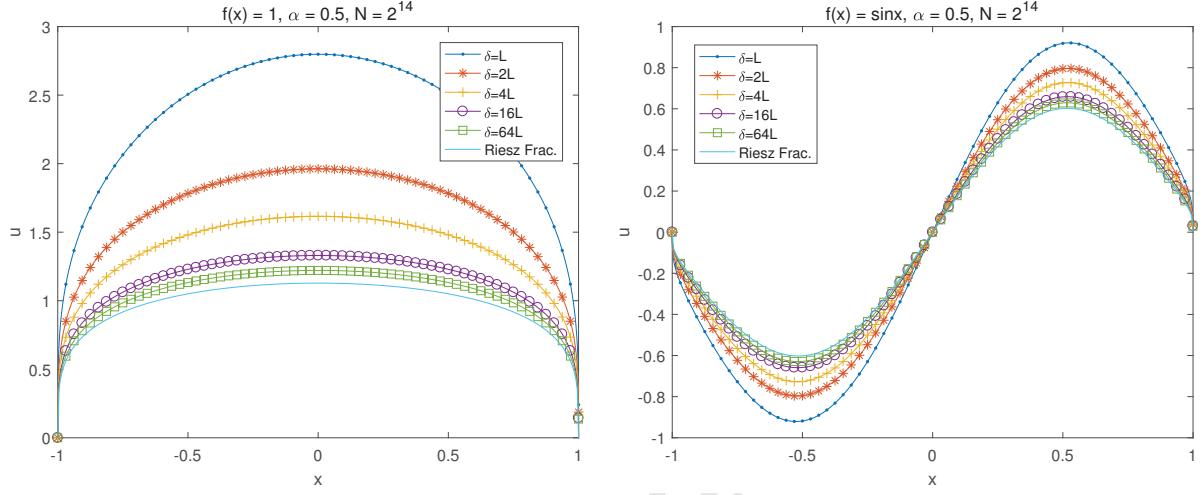 f(x) = 1, α = 0.5, N = 2^14
3
2.5
2
1.5
1
0.5
0
u
-1
-0.5
0
0.5
1
x
δ=L
δ=2L
δ=4L
δ=16L
δ=64L
Riesz Frac.
f(x) = sinx, α = 0.5, N = 2^14
1
0.8
0.6
0.4
0.2
0
-0.2
-0.4
-0.6
-0.8
-1
u
-1
-0.5
0
0.5
1
x
δ=L
δ=2L
δ=4L
δ=16L
δ=64L
Riesz Frac.